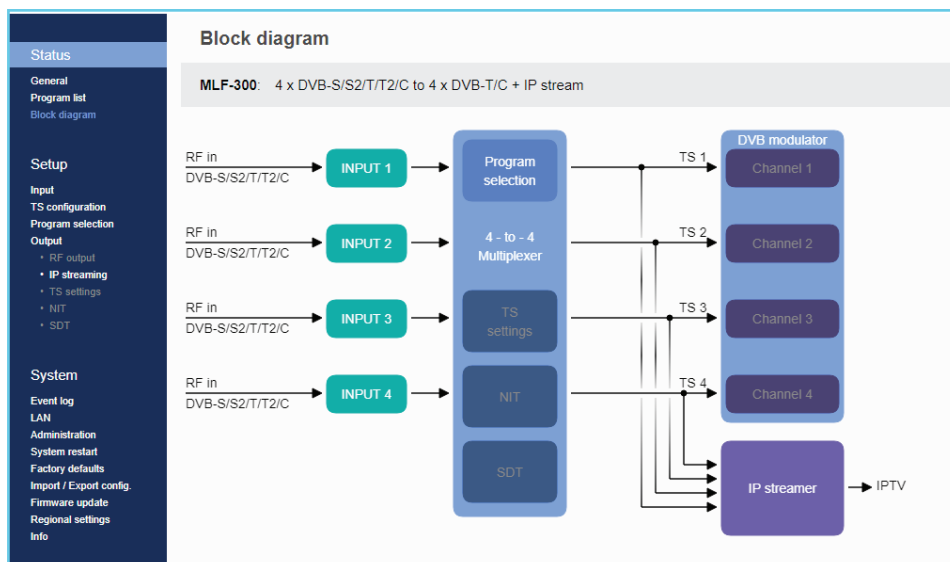 Status
General
Program list
Block diagram
Setup
Input
TS configuration
Program selection
Output
• RF output
• IP streaming
• TS settings
• NIT
• SDT
System
Event log
LAN
Administration
System restart
Factory defaults
Import / Export config.
Firmware update
Regional settings
Info
Block diagram
MLF-300: 4 x DVB-S/S2/T/T2/C to 4 x DVB-T/C + IP stream
RF in
DVB-S/S2/T/T2/C
INPUT 1
RF in
DVB-S/S2/T/T2/C
INPUT 2
RF in
DVB-S/S2/T/T2/C
INPUT 3
RF in
DVB-S/S2/T/T2/C
INPUT 4
Program
selection
4 - to - 4
Multiplexer
TS
settings
NIT
SDT
TS 1
TS 2
TS 3
TS 4
DVB modulator
Channel 1
Channel 2
Channel 3
Channel 4
IP streamer
IPTV